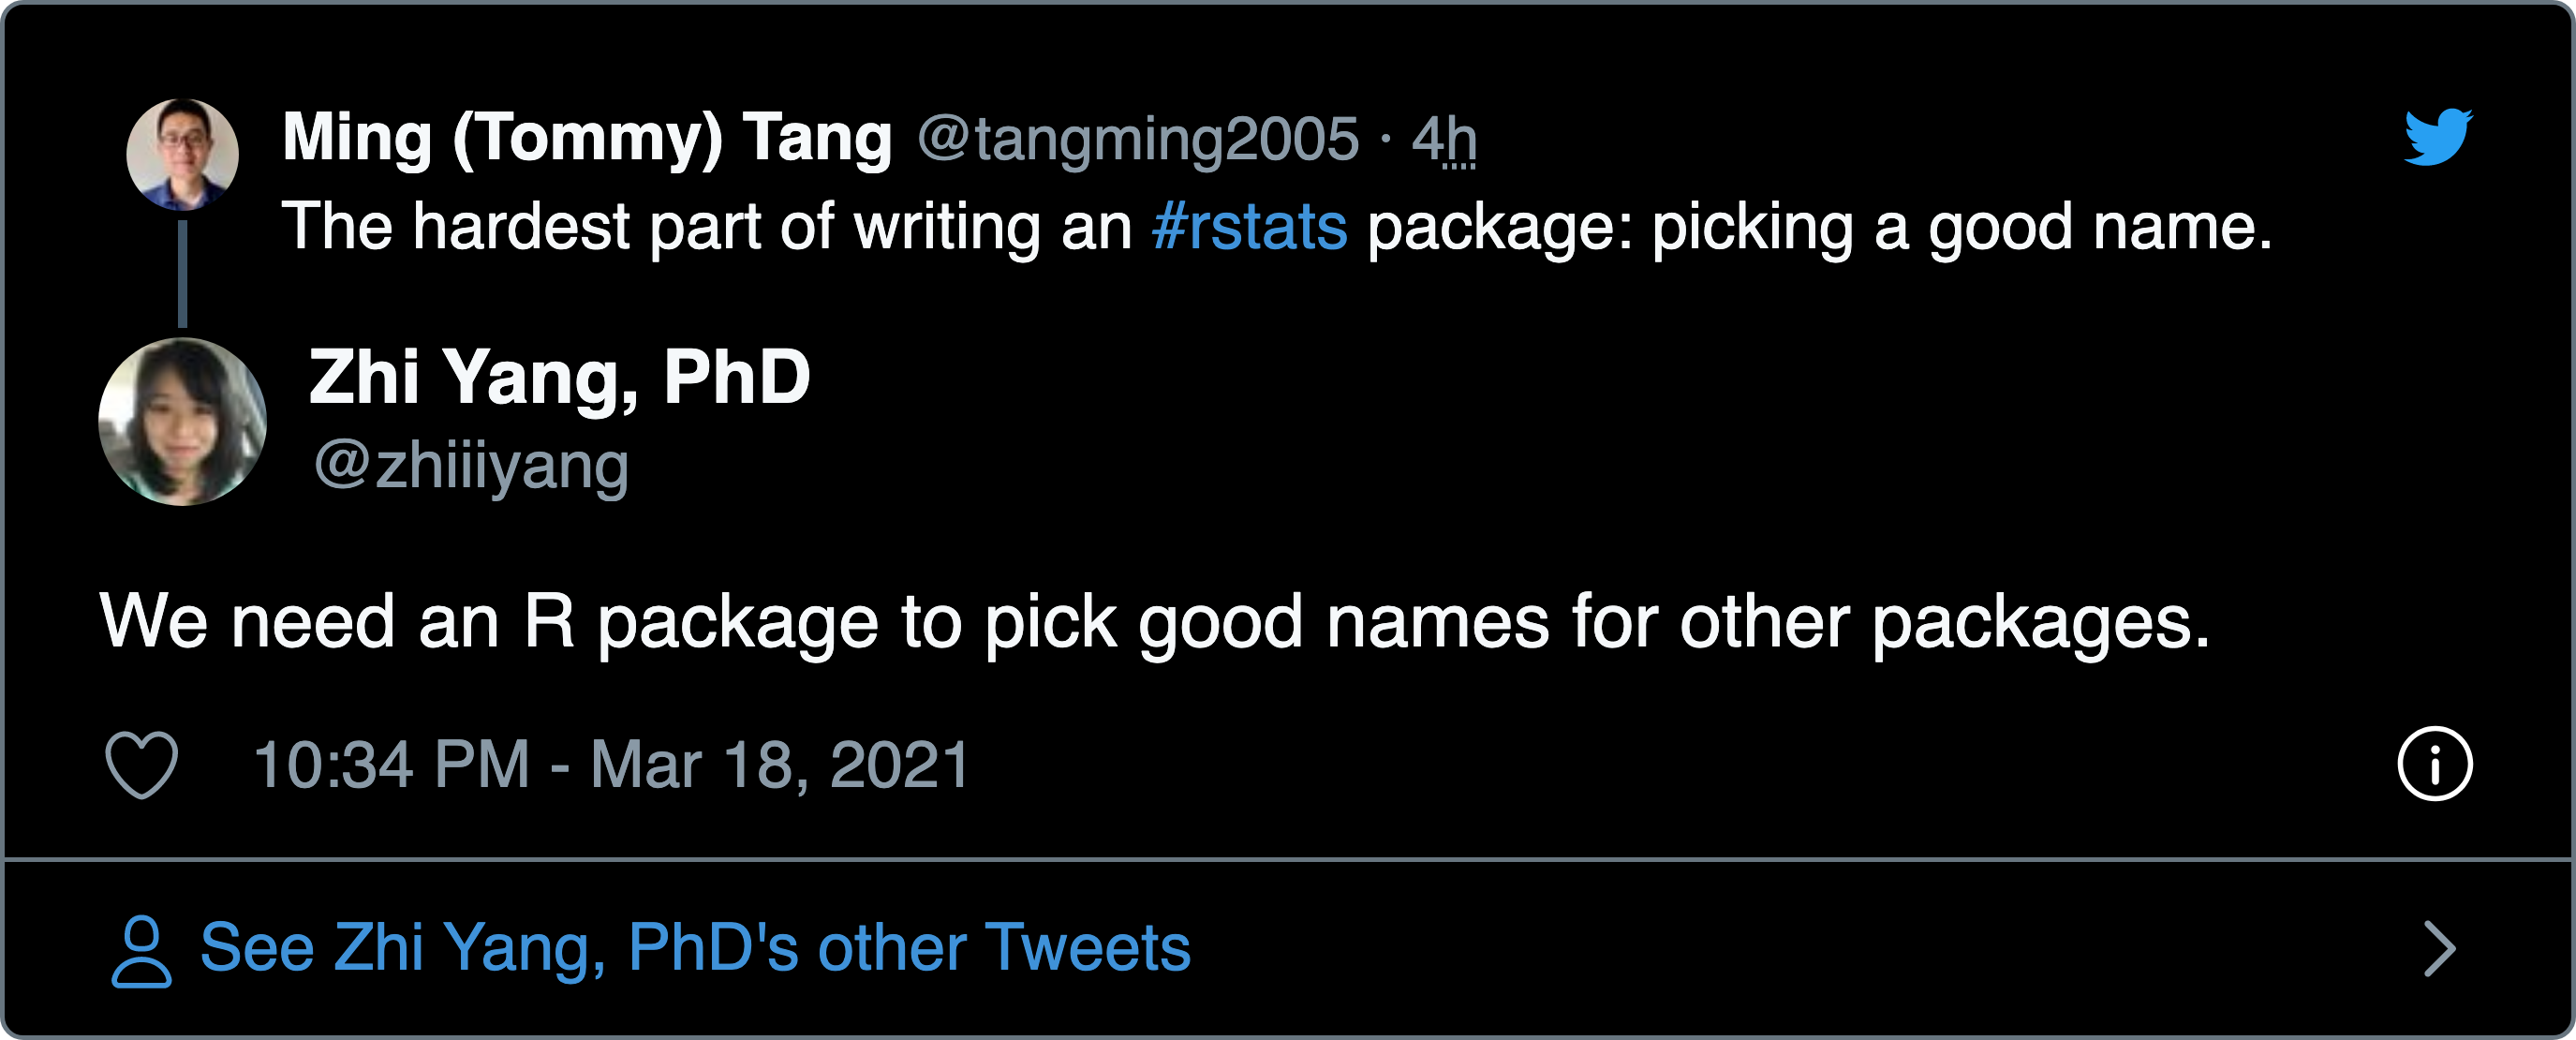 Ming (Tommy) Tang @tangming2005 · 4h
The hardest part of writing an #rstats package: picking a good name.
Zhi Yang, PhD
@zhiiiyang
We need an R package to pick good names for other packages.
10:34 PM - Mar 18, 2021
See Zhi Yang, PhD's other Tweets